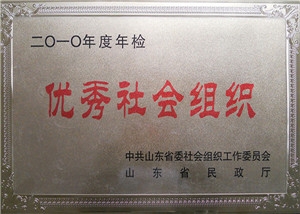 二〇一〇年度年检
优秀社会组织
中共山东省委社会组织工作委员会
山东省民政厅